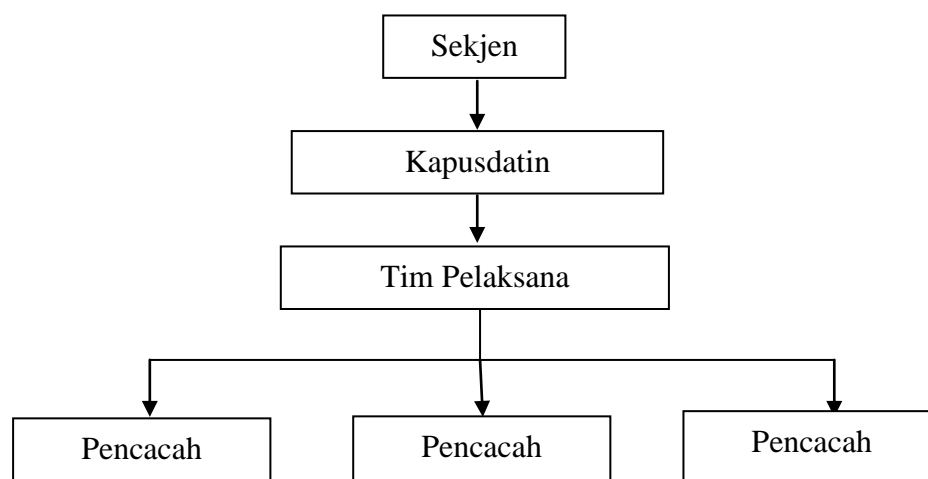 Sekjen
Kapusdatin
Tim Pelaksana
Pencacah
Pencacah
Pencacah